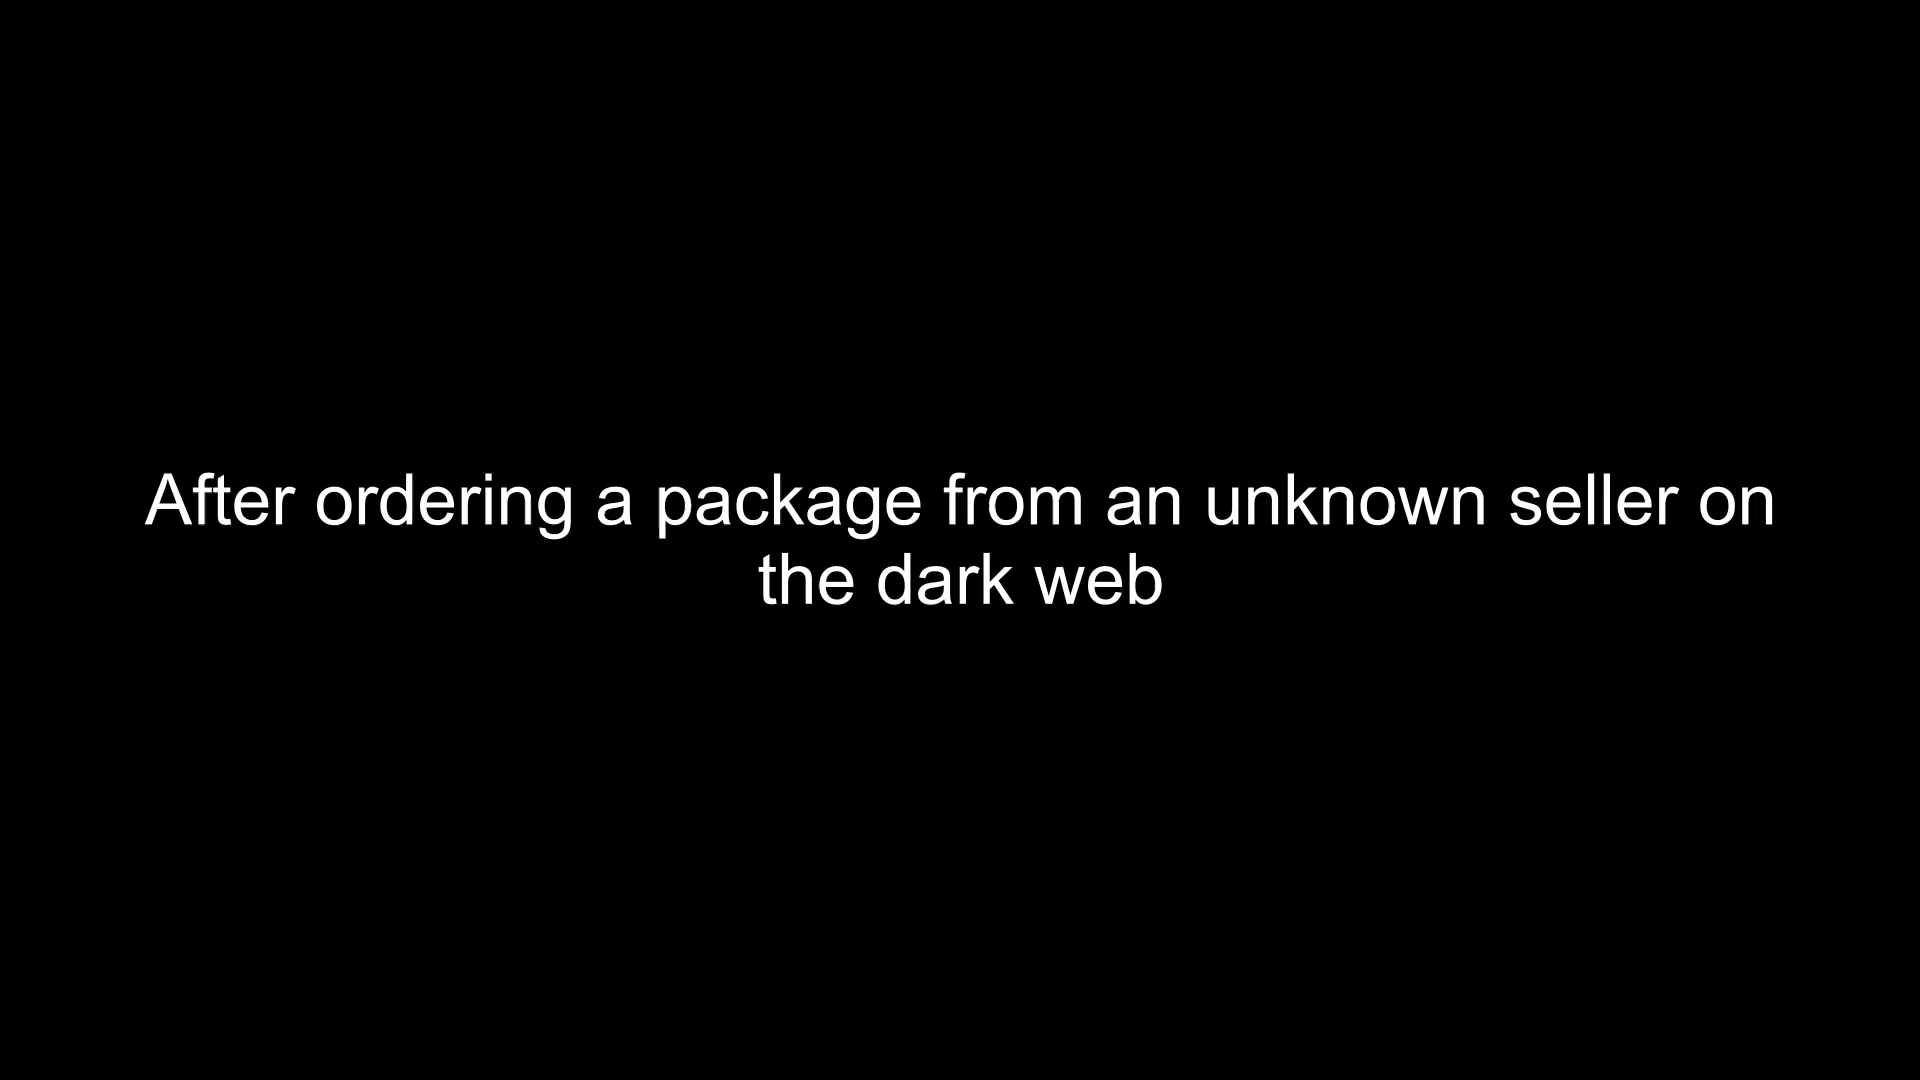 After ordering a package from an unknown seller on
the dark web